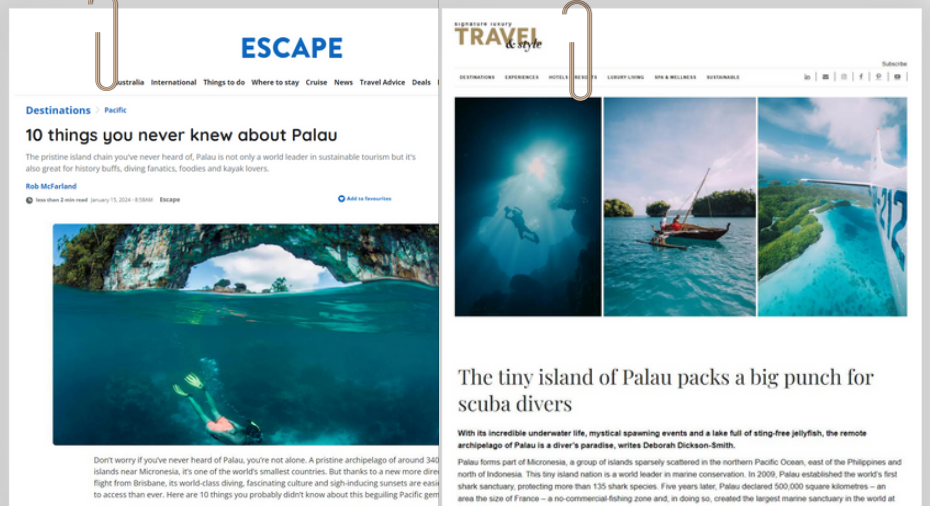 ESCAPE
ustralia International Things to do Where to stay Cruise News Travel Advice Deals
Destinations > Pacific
10 things you never knew about Palau
The pristine island chain you've never heard of, Palau is not only a world leader in sustainable tourism but it's
also great for history buffs, diving fanatics, foodies and kayak lovers.
Rob McFarland
less than 2 min read January 15, 2024 - 8:58AM Escape
Add to favourites
Don't worry if you've never heard of Palau, you're not alone. A pristine archipelago of around 340
islands near Micronesia, it's one of the world's smallest countries. But thanks to a new more dire
flight from Brisbane, its world-class diving, fascinating culture and sigh-inducing sunsets are easie
to access than ever. Here are 10 things you probably didn't know about this beguiling Pacific gem
signature luxury
TRAVEL
& style
Subscribe
DESTINATIONS EXPERIENCES HOTELS RESORTS LUXURY LIVING SPA & WELLNESS SUSTAINABLE
The tiny island of Palau packs a big punch for
scuba divers
With its incredible underwater life, mystical spawning events and a lake full of sting-free jellyfish, the remote
archipelago of Palau is a diver's paradise, writes Deborah Dickson-Smith.
Palau forms part of Micronesia, a group of islands sparsely scattered in the northern Pacific Ocean, east of the Philippines and
north of Indonesia. This tiny island nation is a world leader in marine conservation. In 2009, Palau established the world's first
shark sanctuary, protecting more than 135 shark species. Five years later, Palau declared 500,000 square kilometres – an
area the size of France – a no-commercial-fishing zone and, in doing so, created the largest marine sanctuary in the world at